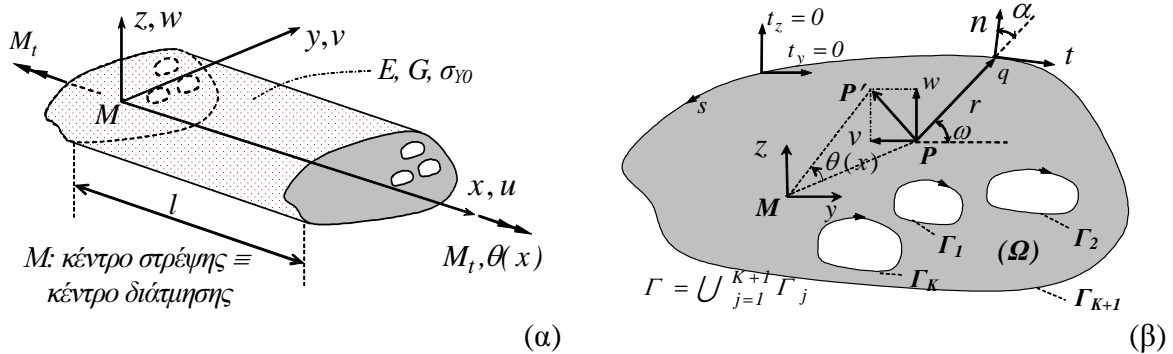 z, w
y, v
M_t
E, G, σ_Y0
M
x, u
l
M_t, θ(x)
M: κέντρο στρέψης ≡
κέντρο διάτμησης
(α)
t_z = 0
t_y = 0
n
α
t
q
s
P'
w
r
v
P
ω
z
θ(x)
M
y
Γ_1
Γ_2
(Ω)
Γ_K
Γ = ⋃_{j=1}^{K+1} Γ_j
Γ_{K+1}
(β)